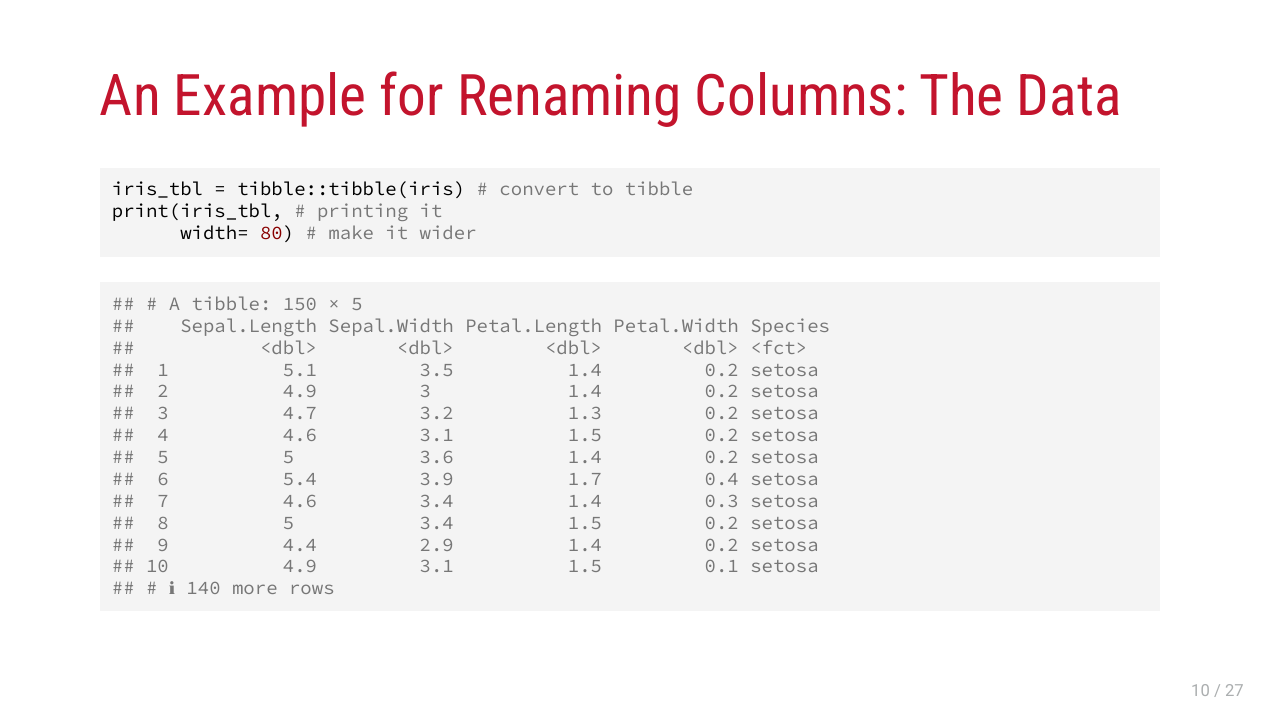 An Example for Renaming Columns: The Data
iris_tbl = tibble::tibble(iris) # convert to tibble
print(iris_tbl, # printing it
      width= 80) # make it wider
## # A tibble: 150 × 5
##    Sepal.Length Sepal.Width Petal.Length Petal.Width Species
##           <dbl>       <dbl>        <dbl>       <dbl> <fct>
##  1          5.1         3.5          1.4         0.2 setosa
##  2          4.9         3            1.4         0.2 setosa
##  3          4.7         3.2          1.3         0.2 setosa
##  4          4.6         3.1          1.5         0.2 setosa
##  5          5           3.6          1.4         0.2 setosa
##  6          5.4         3.9          1.7         0.4 setosa
##  7          4.6         3.4          1.4         0.3 setosa
##  8          5           3.4          1.5         0.2 setosa
##  9          4.4         2.9          1.4         0.2 setosa
## 10          4.9         3.1          1.5         0.1 setosa
## # ℹ 140 more rows
10 / 27